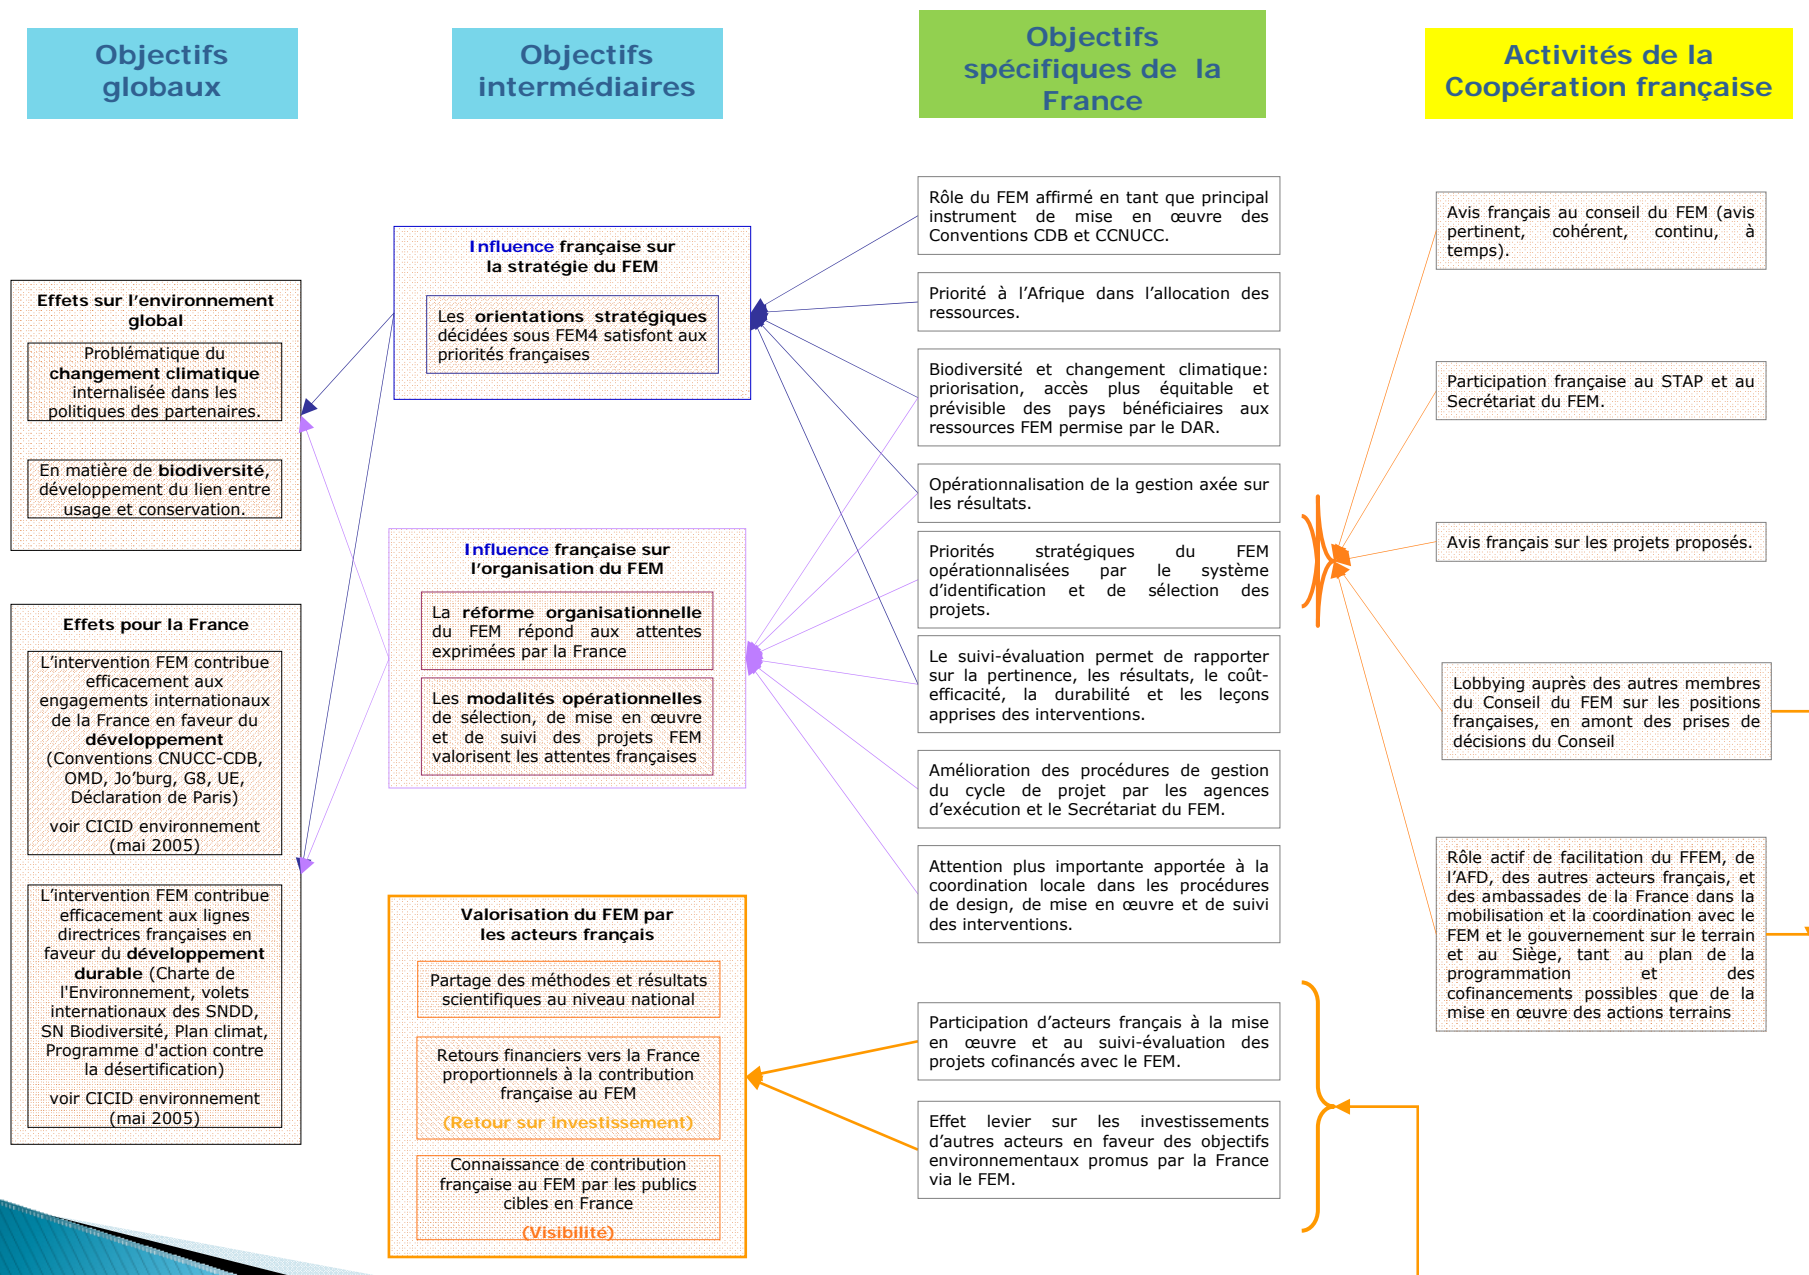 Objectifs
globaux
Objectifs
intermédiaires
Objectifs
spécifiques de la
France
Activités de la
Coopération française
Effets sur l'environnement
global
Problématique du
changement climatique
internalisée dans les
politiques des partenaires.
En matière de biodiversité,
développement du lien entre
usage et conservation.
Effets pour la France
L'intervention FEM contribue
efficacement aux
engagements internationaux
de la France en faveur du
développement
(Conventions CNUCC-CDB,
OMD, Jo'burg, G8, UE,
Déclaration de Paris)
voir CICID environnement
(mai 2005)
L'intervention FEM contribue
efficacement aux lignes
directrices françaises en
faveur du développement
durable (Charte de
l'Environnement, volets
internationaux des SNDD,
SN Biodiversité, Plan climat,
Programme d'action contre
la désertification)
voir CICID environnement
(mai 2005)
Influence française sur
la stratégie du FEM
Les orientations stratégiques
décidées sous FEM4 satisfont aux
priorités françaises
Influence française sur
l'organisation du FEM
La réforme organisationnelle
du FEM répond aux attentes
exprimées par la France
Les modalités opérationnelles
de sélection, de mise en œuvre
et de suivi des projets FEM
valorisent les attentes françaises
Valorisation du FEM par
les acteurs français
Partage des méthodes et résultats
scientifiques au niveau national
Retours financiers vers la France
proportionnels à la contribution
française au FEM
(Retour sur investissement)
Connaissance de contribution
française au FEM par les publics
cibles en France
(Visibilité)
Rôle du FEM affirmé en tant que principal
instrument de mise en œuvre des
Conventions CDB et CCNUCC.
Priorité à l'Afrique dans l'allocation des
ressources.
Biodiversité et changement climatique:
priorisation, accès plus équitable et
prévisible des pays bénéficiaires aux
ressources FEM permise par le DAR.
Opérationnalisation de la gestion axée sur
les résultats.
Priorités stratégiques du FEM
opérationnalisées par le système
d'identification et de sélection des
projets.
Le suivi-évaluation permet de rapporter
sur la pertinence, les résultats, le coût-
efficacité, la durabilité et les leçons
apprises des interventions.
Amélioration des procédures de gestion
du cycle de projet par les agences
d'exécution et le Secrétariat du FEM.
Attention plus importante apportée à la
coordination locale dans les procédures
de design, de mise en œuvre et de suivi
des interventions.
Participation d'acteurs français à la mise
en œuvre et au suivi-évaluation des
projets cofinancés avec le FEM.
Effet levier sur les investissements
d'autres acteurs en faveur des objectifs
environnementaux promus par la France
via le FEM.
Avis français au conseil du FEM (avis
pertinent, cohérent, continu, à
temps).
Participation française au STAP et au
Secrétariat du FEM.
Avis français sur les projets proposés.
Lobbying auprès des autres membres
du Conseil du FEM sur les positions
françaises, en amont des prises de
décisions du Conseil
Rôle actif de facilitation du FFEM, de
l'AFD, des autres acteurs français, et
des ambassades de la France dans la
mobilisation et la coordination avec le
FEM et le gouvernement sur le terrain
et au Siège, tant au plan de la
programmation et des
cofinancements possibles que de la
mise en œuvre des actions terrains